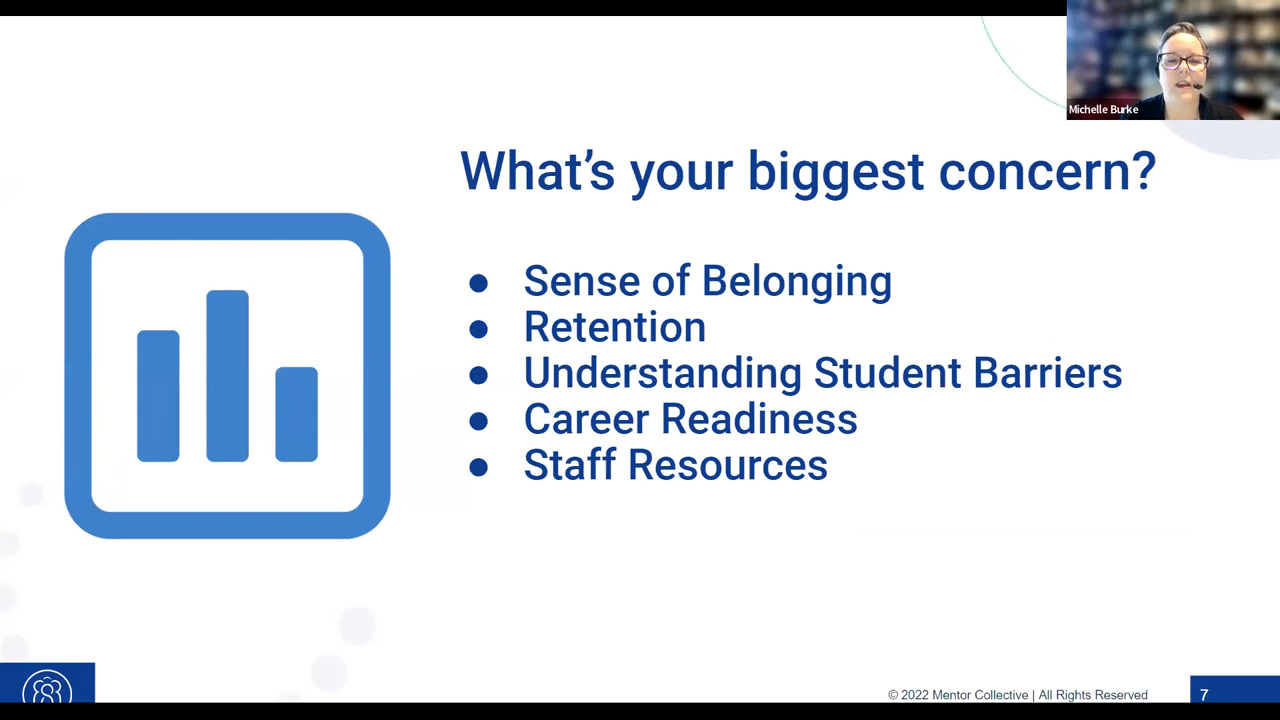 Michelle Burke
What's your biggest concern?
● Sense of Belonging
● Retention
● Understanding Student Barriers
● Career Readiness
● Staff Resources
© 2022 Mentor Collective | All Rights Reserved
7